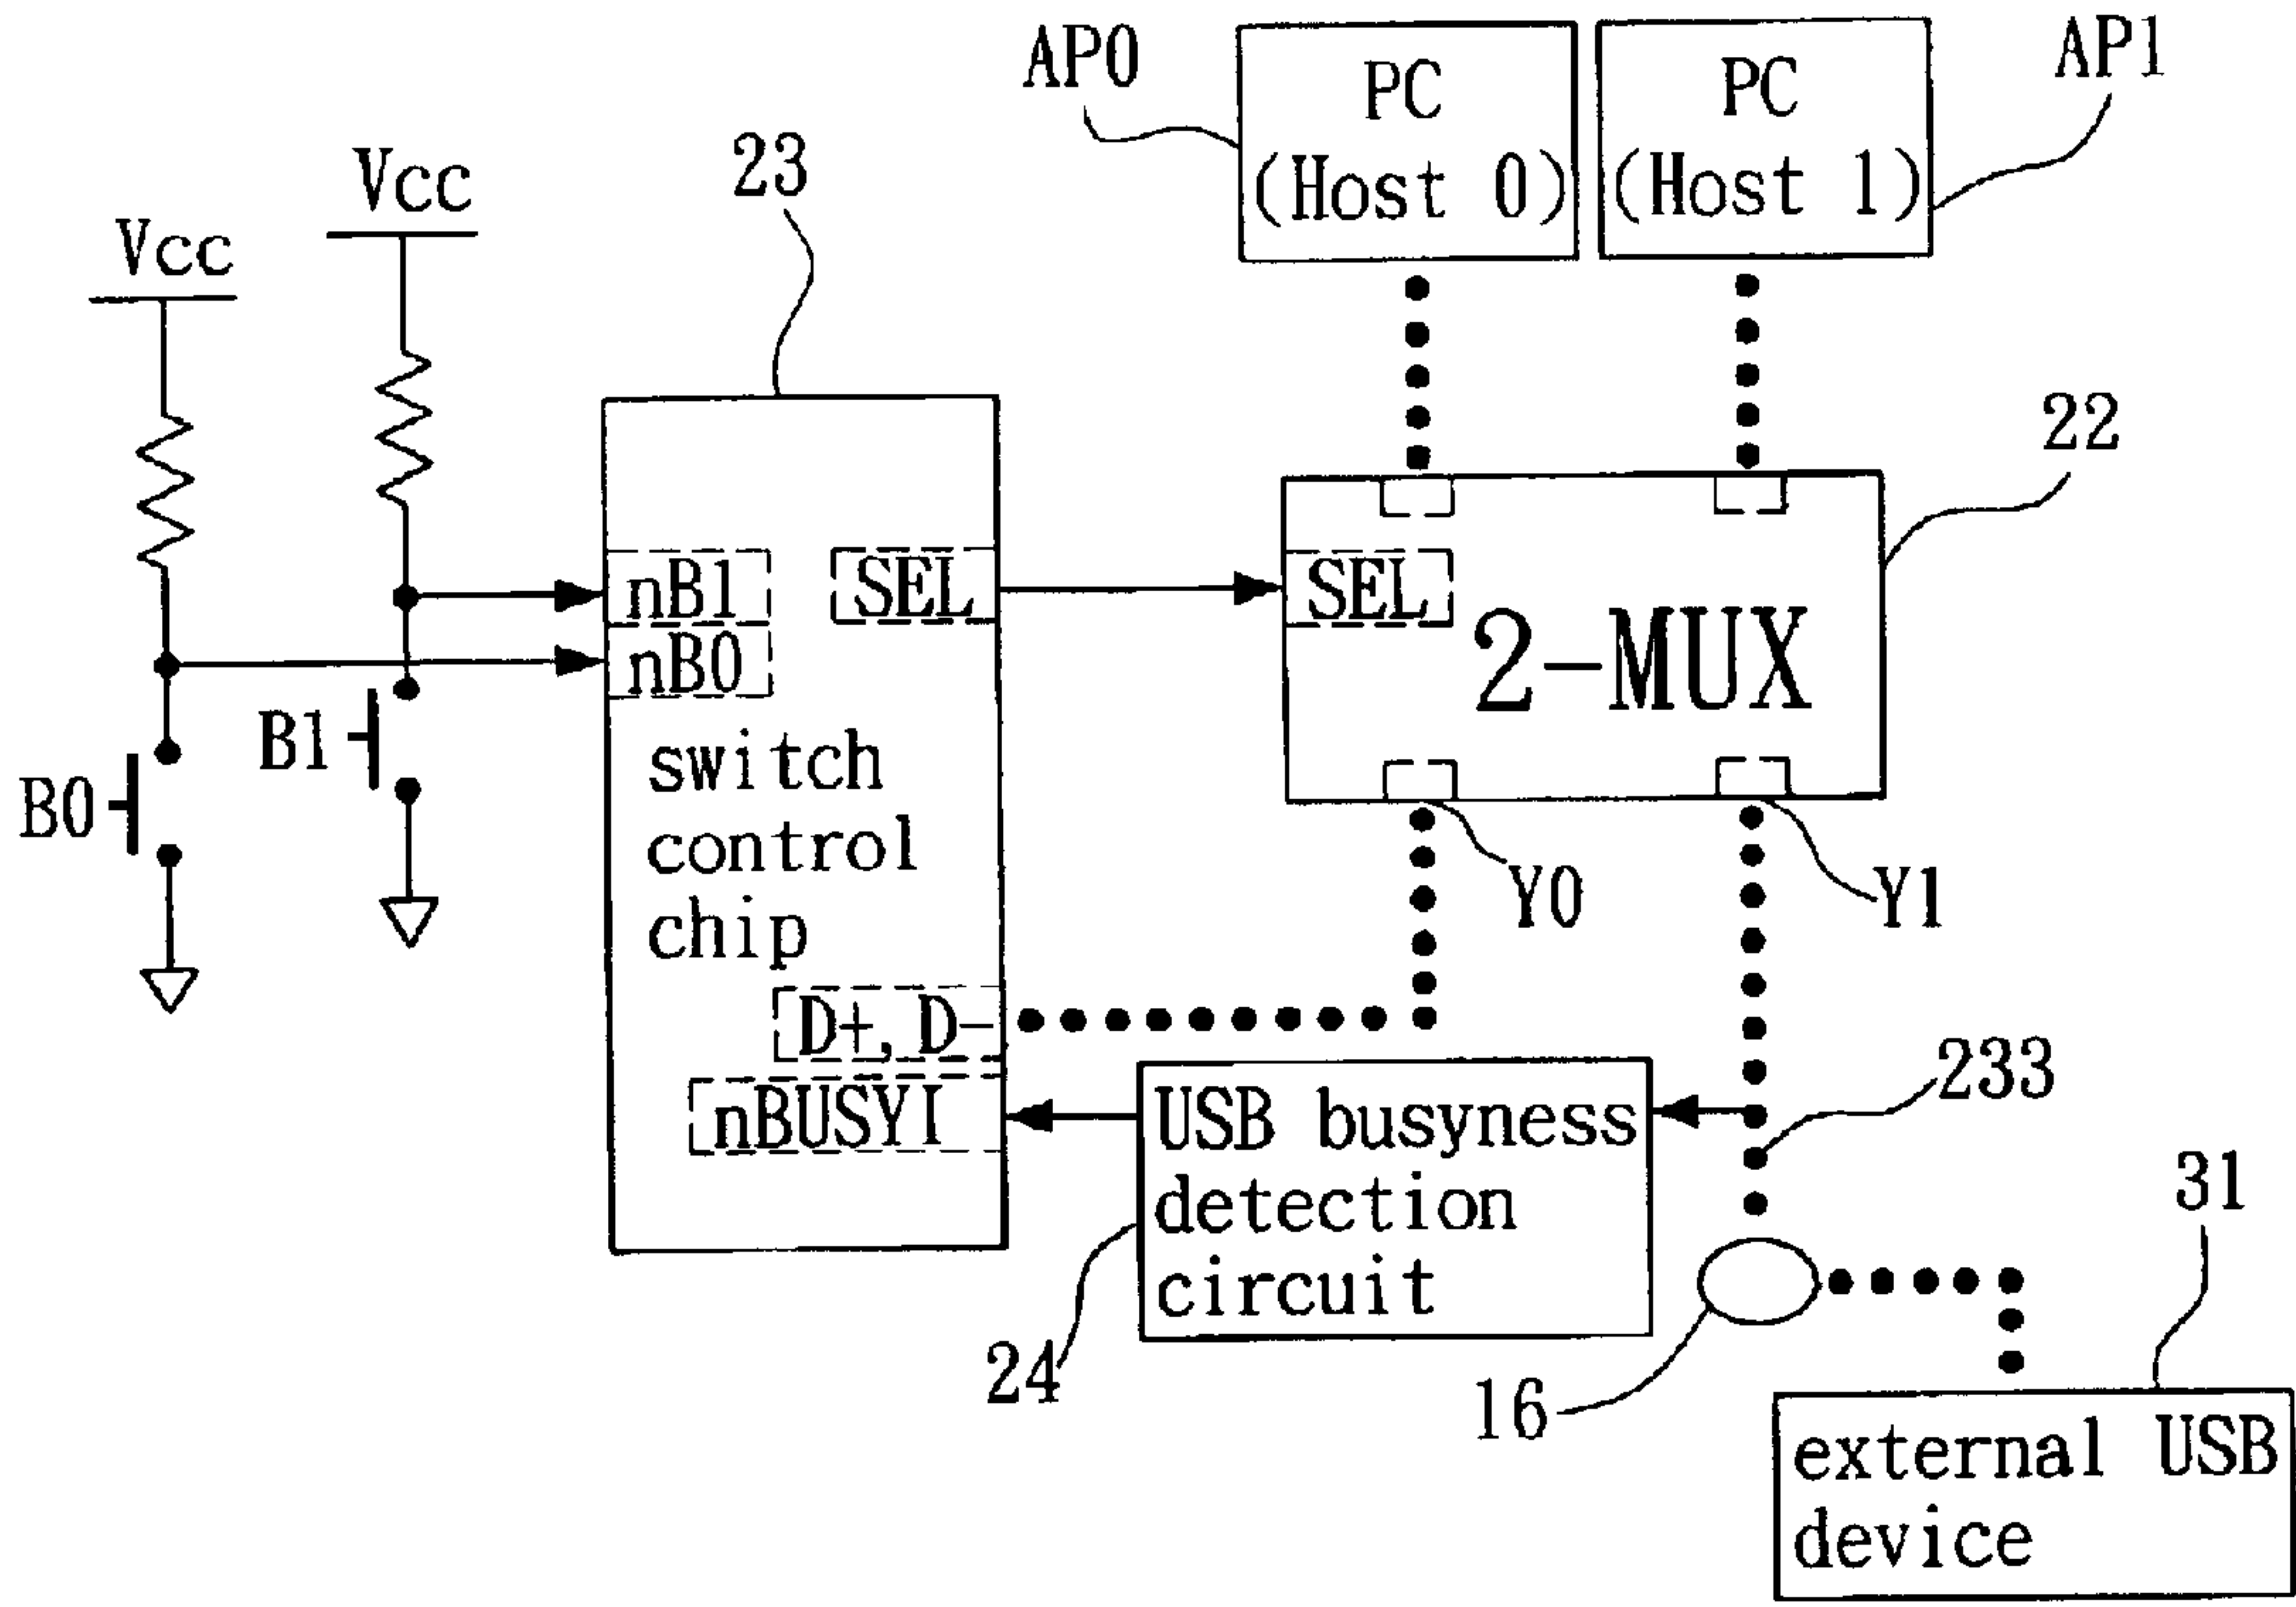 AP0
PC
(Host 0)
PC
(Host 1)
AP1
23
Vcc
Vcc
22
nB1
SEL
nB0
SEL
2-MUX
B1
B0
switch
control
chip
Y0
Y1
D+, D-
nBUSYI
USB busyness
detection
circuit
233
31
24
16
external USB
device